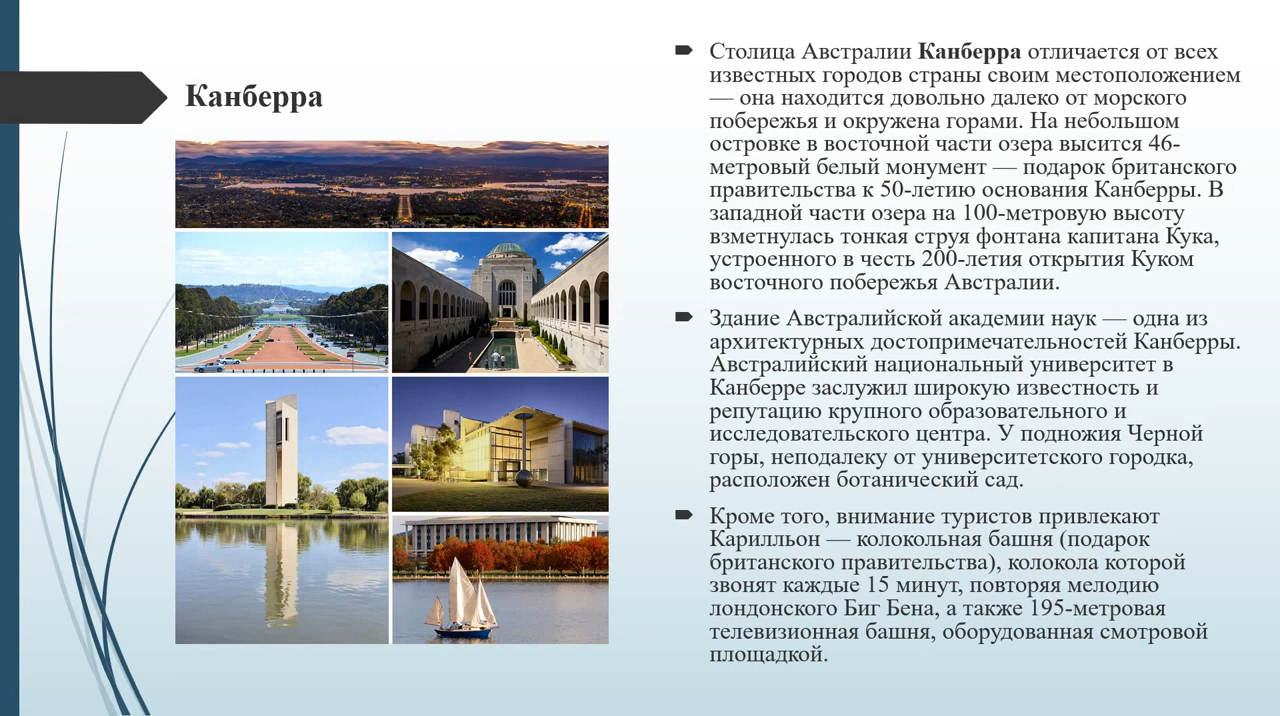 Канберра
Столица Австралии Канберра отличается от всех
известных городов страны своим местоположением
— она находится довольно далеко от морского
побережья и окружена горами. На небольшом
островке в восточной части озера высится 46-
метровый белый монумент — подарок британского
правительства к 50-летию основания Канберры. В
западной части озера на 100-метровую высоту
взметнулась тонкая струя фонтана капитана Кука,
устроенного в честь 200-летия открытия Куком
восточного побережья Австралии.
Здание Австралийской академии наук — одна из
архитектурных достопримечательностей Канберры.
Австралийский национальный университет в
Канберре заслужил широкую известность и
репутацию крупного образовательного и
исследовательского центра. У подножия Черной
горы, неподалеку от университетского городка,
расположен ботанический сад.
Кроме того, внимание туристов привлекают
Карилльон — колокольная башня (подарок
британского правительства), колокола которой
звонят каждые 15 минут, повторяя мелодию
лондонского Биг Бена, а также 195-метровая
телевизионная башня, оборудованная смотровой
площадкой.